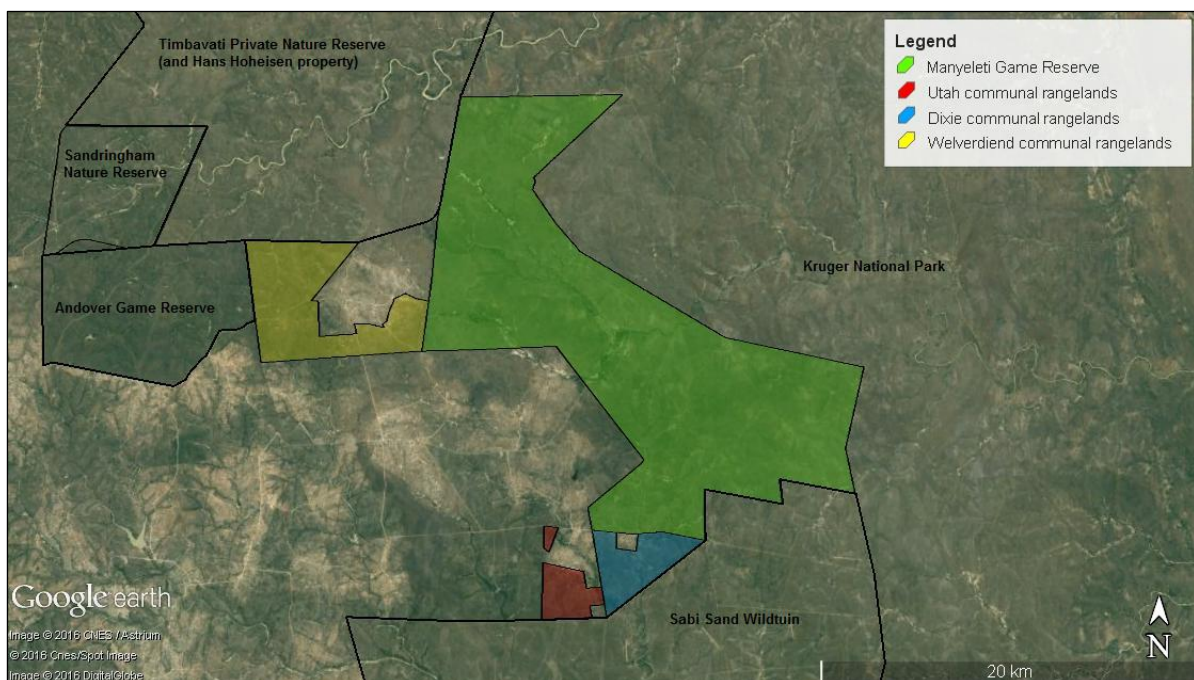 Timbavati Private Nature Reserve
(and Hans Hoheisen property)
Legend
Manyeleti Game Reserve
Utah communal rangelands
Dixie communal rangelands
Welverdiend communal rangelands
Sandringham
Nature Reserve
Kruger National Park
Andover Game Reserve
Google earth
Sabi Sand Wildtuin
Image © 2016 CNES / Astrium
© 2016 Cnes/Spot Image
Image © 2016 DigitalGlobe
N
20 km